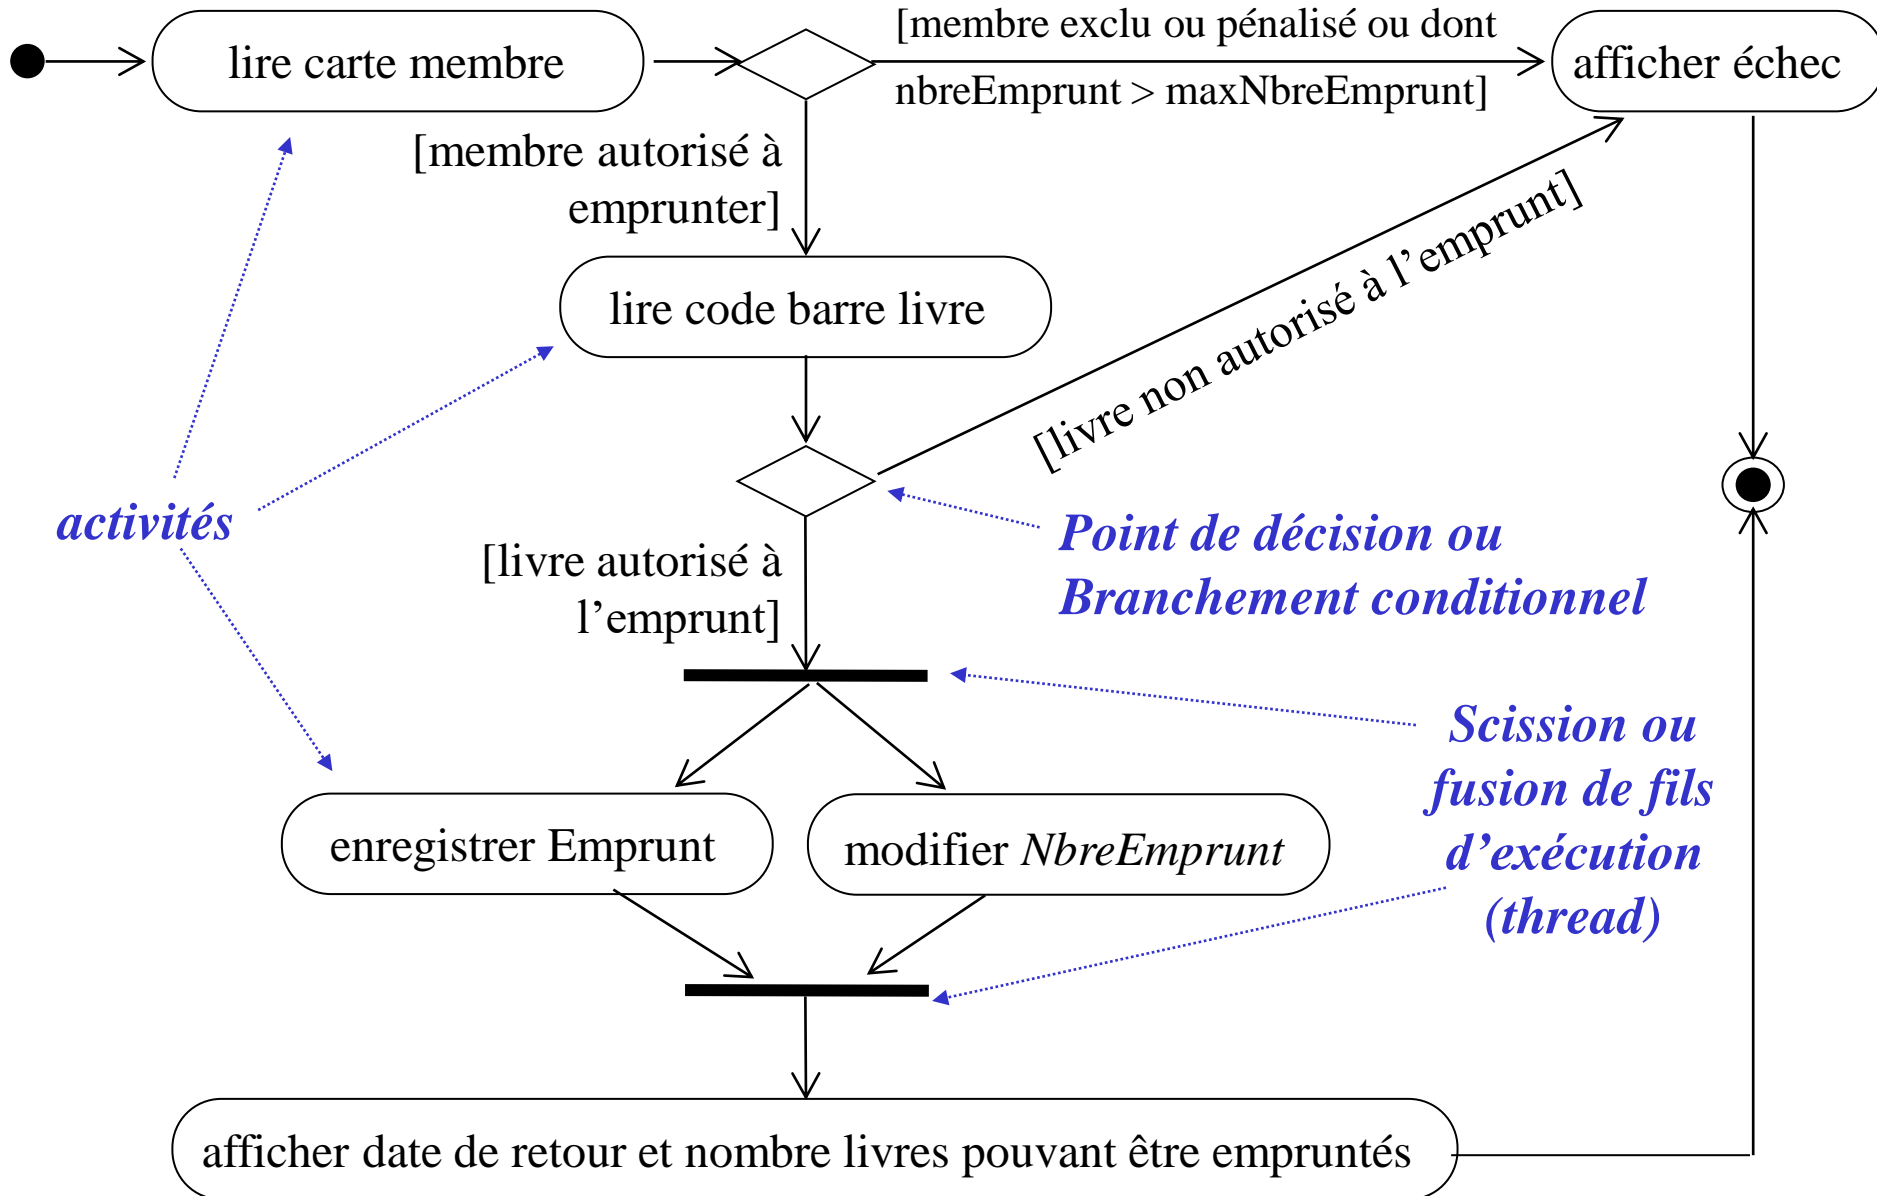 lire carte membre
[membre exclu ou pénalisé ou dont
nbreEmprunt > maxNbreEmprunt]
afficher échec
[membre autorisé à
emprunter]
lire code barre livre
[livre non autorisé à l’emprunt]
activités
Point de décision ou
Branchement conditionnel
[livre autorisé à
l’emprunt]
Scission ou
fusion de fils
d’exécution
(thread)
enregistrer Emprunt
modifier NbreEmprunt
afficher date de retour et nombre livres pouvant être empruntés